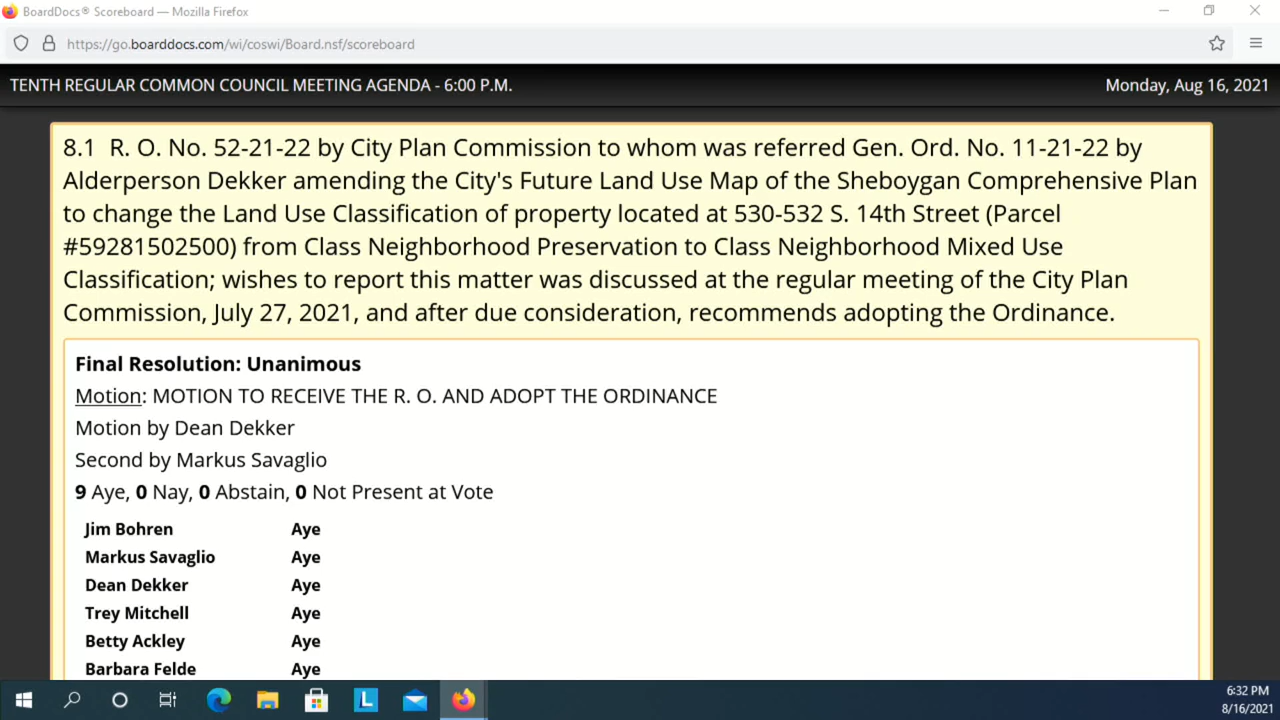 BoardDocs® Scoreboard — Mozilla Firefox
https://go.boarddocs.com/wi/coswi/Board.nsf/scoreboard
TENTH REGULAR COMMON COUNCIL MEETING AGENDA - 6:00 P.M. Monday, Aug 16, 2021
8.1 R. O. No. 52-21-22 by City Plan Commission to whom was referred Gen. Ord. No. 11-21-22 by
Alderperson Dekker amending the City's Future Land Use Map of the Sheboygan Comprehensive Plan
to change the Land Use Classification of property located at 530-532 S. 14th Street (Parcel
#59281502500) from Class Neighborhood Preservation to Class Neighborhood Mixed Use
Classification; wishes to report this matter was discussed at the regular meeting of the City Plan
Commission, July 27, 2021, and after due consideration, recommends adopting the Ordinance.
Final Resolution: Unanimous
Motion: MOTION TO RECEIVE THE R. O. AND ADOPT THE ORDINANCE
Motion by Dean Dekker
Second by Markus Savaglio
9 Aye, 0 Nay, 0 Abstain, 0 Not Present at Vote
Jim Bohren Aye
Markus Savaglio Aye
Dean Dekker Aye
Trey Mitchell Aye
Betty Ackley Aye
Barbara Felde Aye
L
6:32 PM
8/16/2021